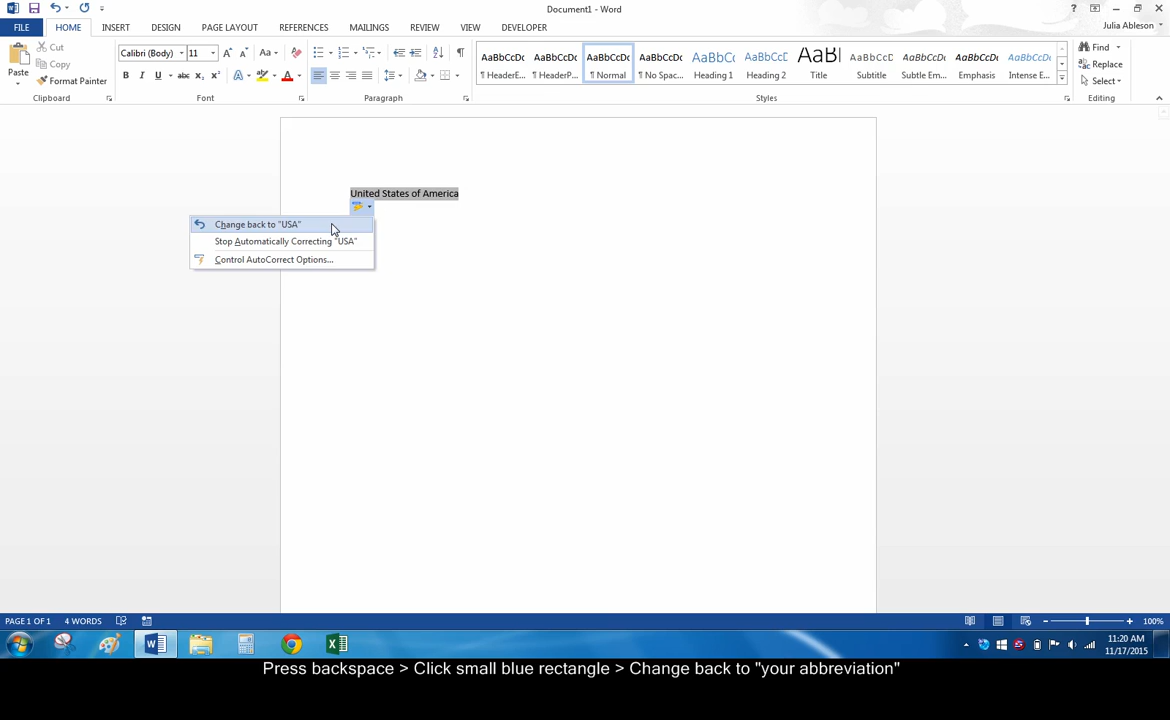 Document1 - Word
FILE HOME INSERT DESIGN PAGE LAYOUT REFERENCES MAILINGS REVIEW VIEW DEVELOPER
Julia Ableson
Paste
Cut
Copy
Format Painter
Clipboard
Calibri (Body) 11
Font
Paragraph
AaBbCcDc AaBbCcDc AaBbCcDc AaBbCcDc AaBbCc AaBbCcC AaBl AaBbCcC AaBbCcDc AaBbCcDc AaBbCcDc
¶ HeaderE... ¶ HeaderP... ¶ Normal ¶ No Spac... Heading 1 Heading 2 Title Subtitle Subtle Em... Emphasis Intense E...
Styles
Find
Replace
Select
Editing
United States of America
Change back to "USA"
Stop Automatically Correcting "USA"
Control AutoCorrect Options...
PAGE 1 OF 1 4 WORDS
100%
11:20 AM
11/17/2015
Press backspace > Click small blue rectangle > Change back to "your abbreviation"